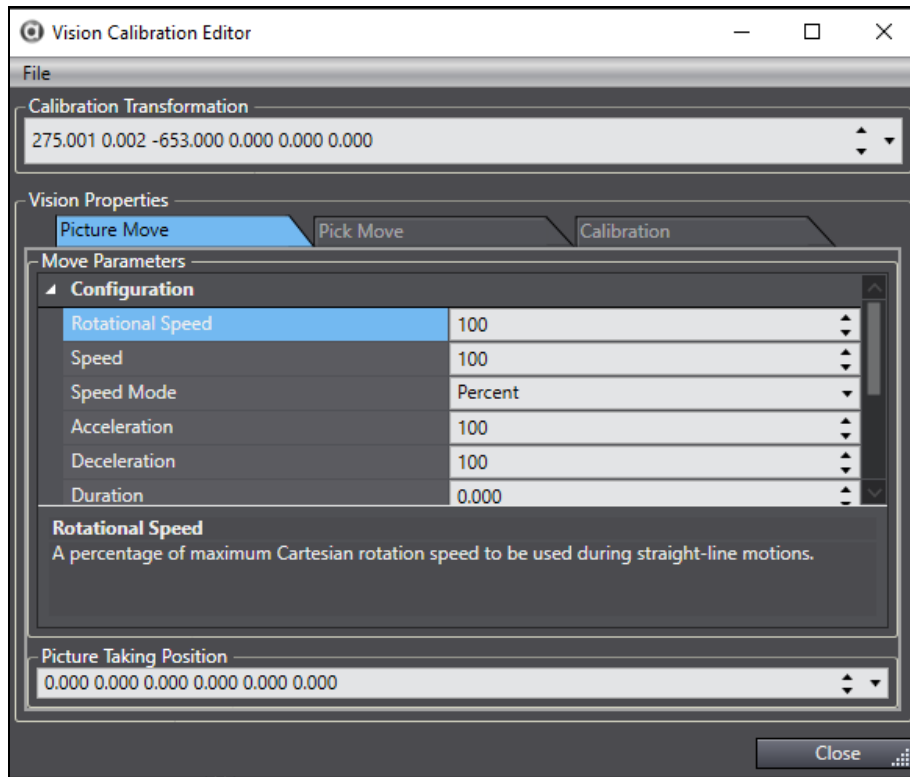 Vision Calibration Editor
File
Calibration Transformation
275.001 0.002 -653.000 0.000 0.000 0.000
Vision Properties
Picture Move Pick Move Calibration
Move Parameters
Configuration
Rotational Speed 100
Speed 100
Speed Mode Percent
Acceleration 100
Deceleration 100
Duration 0.000
Rotational Speed
A percentage of maximum Cartesian rotation speed to be used during straight-line motions.
Picture Taking Position
0.000 0.000 0.000 0.000 0.000 0.000
Close